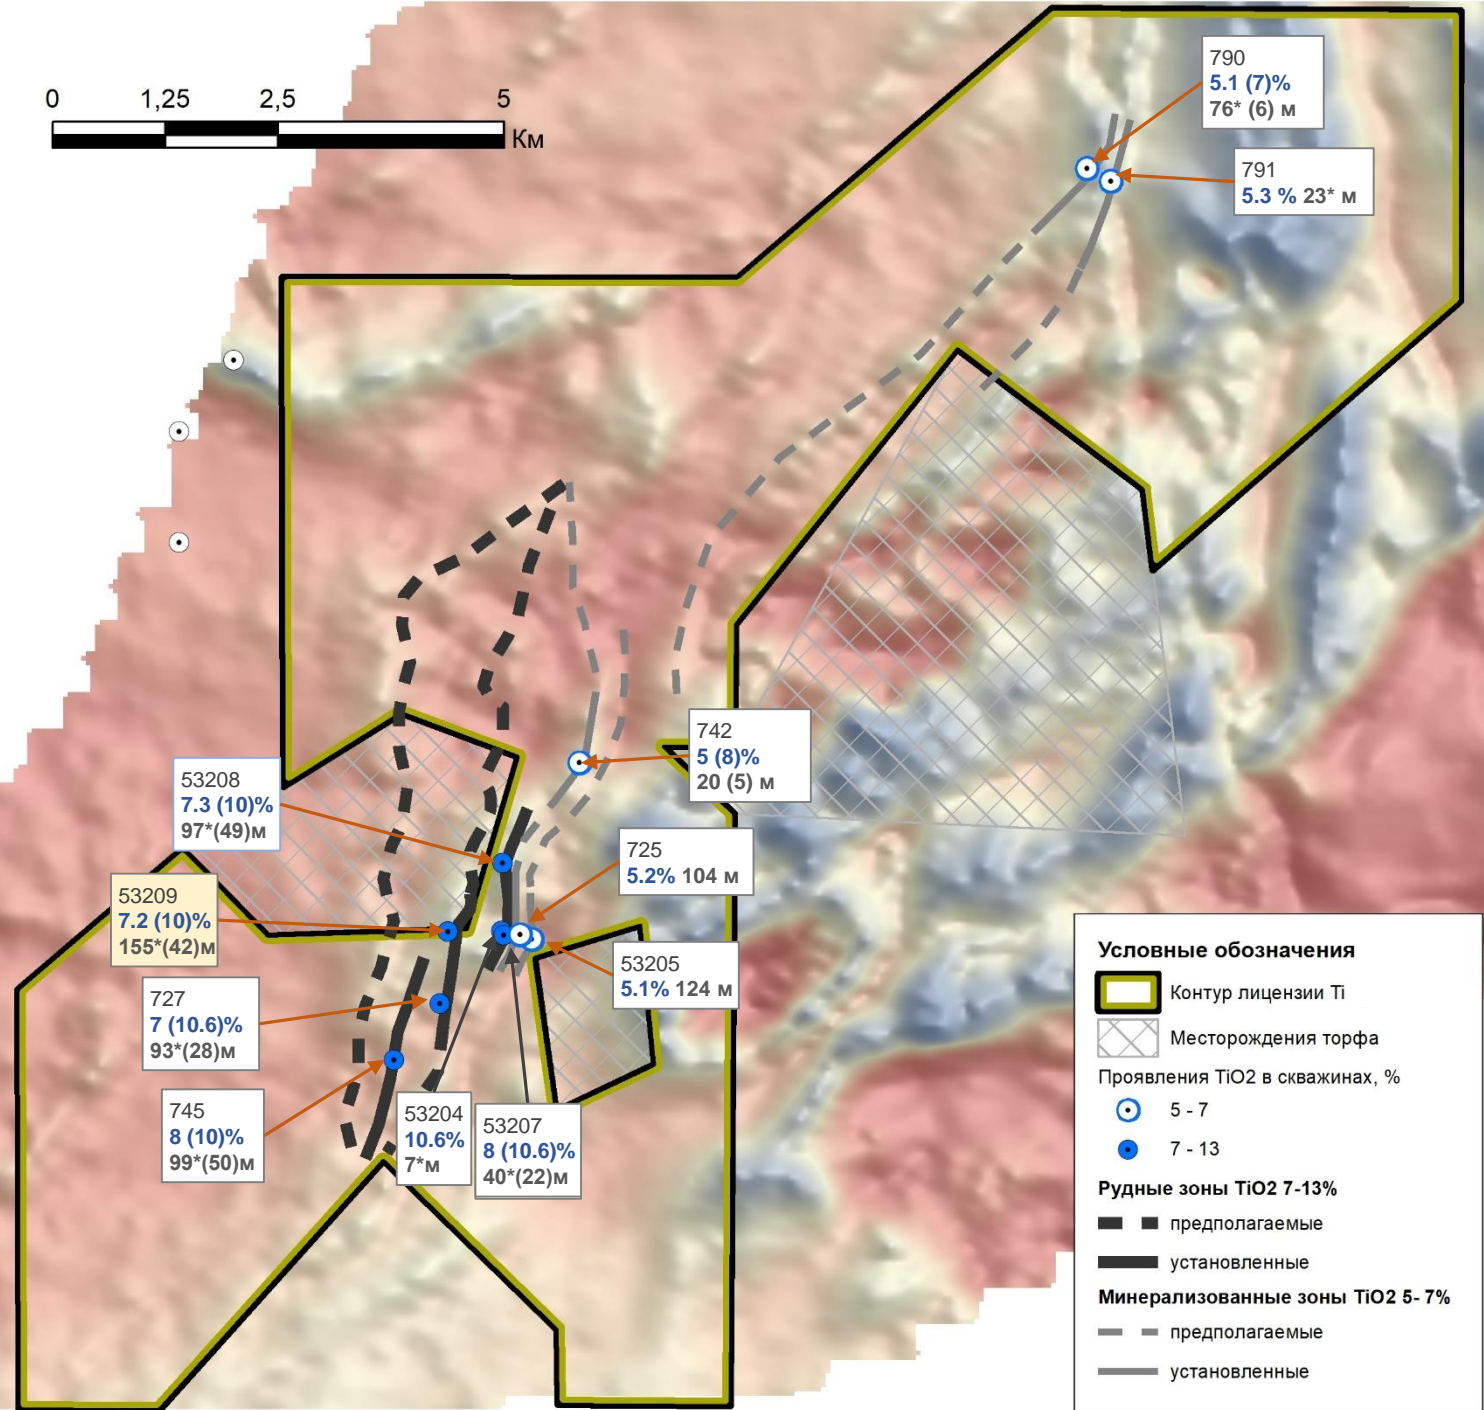 0 1,25 2,5 5
Км
790
5.1 (7)%
76* (6) м
791
5.3 % 23* м
742
5 (8)%
20 (5) м
53208
7.3 (10)%
97*(49)м
725
5.2% 104 м
53209
7.2 (10)%
155*(42)м
53205
5.1% 124 м
727
7 (10.6)%
93*(28)м
745
8 (10)%
99*(50)м
53204
10.6%
7*м
53207
8 (10.6)%
40*(22)м
Условные обозначения
Контур лицензии Ti
Месторождения торфа
Проявления TiO2 в скважинах, %
5 - 7
7 - 13
Рудные зоны TiO2 7-13%
предполагаемые
установленные
Минерализованные зоны TiO2 5- 7%
предполагаемые
установленные